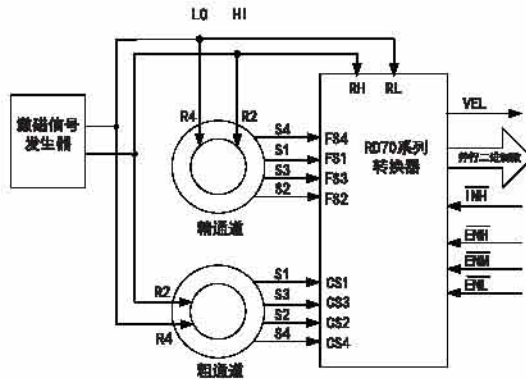 LO HI
RH RL
激磁信号
发生器
R4 R2
S4 FS4
S1 FS1
S3 FS3
S2 FS2
精通道
RD70系列
转换器
VEL
INH
ENH
ENM
ENL
R2
R4
S1 CS1
S3 CS3
S2 CS2
S4 CS4
粗通道